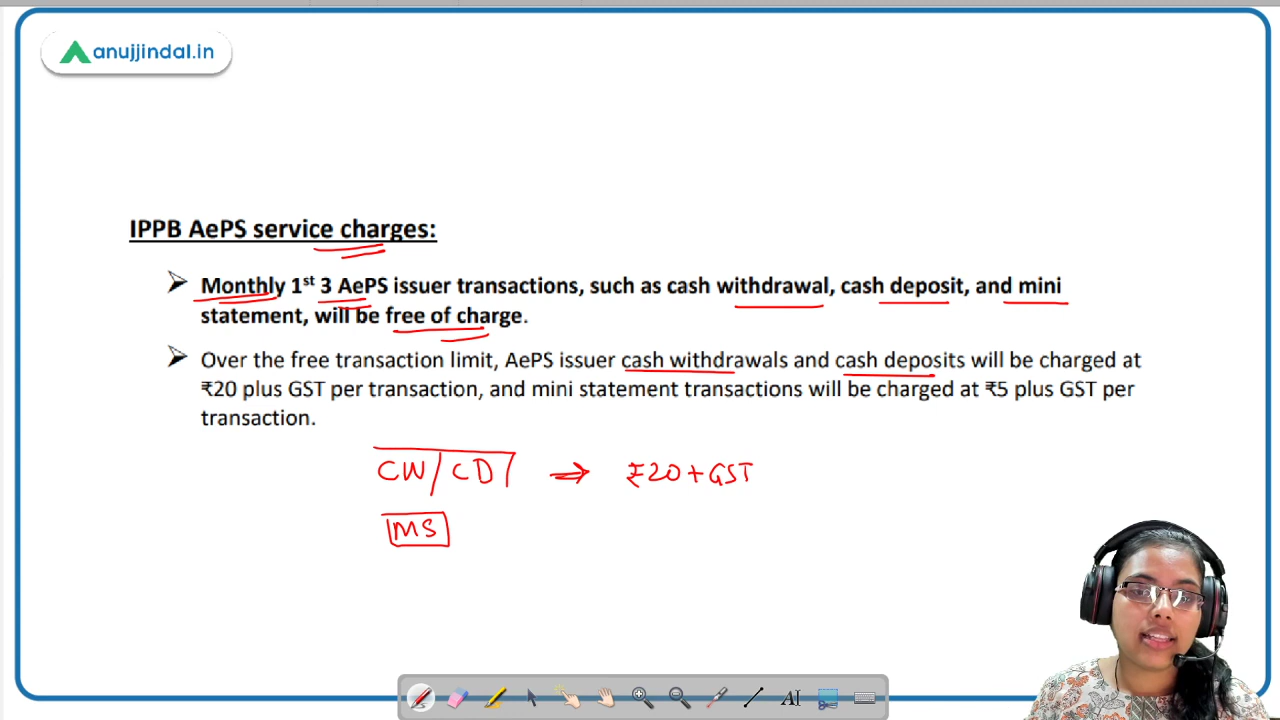 anujjindal.in
IPPB AePS service charges:
➤ Monthly 1st 3 AePS issuer transactions, such as cash withdrawal, cash deposit, and mini
statement, will be free of charge.
➤ Over the free transaction limit, AePS issuer cash withdrawals and cash deposits will be charged at
₹20 plus GST per transaction, and mini statement transactions will be charged at ₹5 plus GST per
transaction.
CW/CD/ ⇒ ₹20+GST
MS
AI